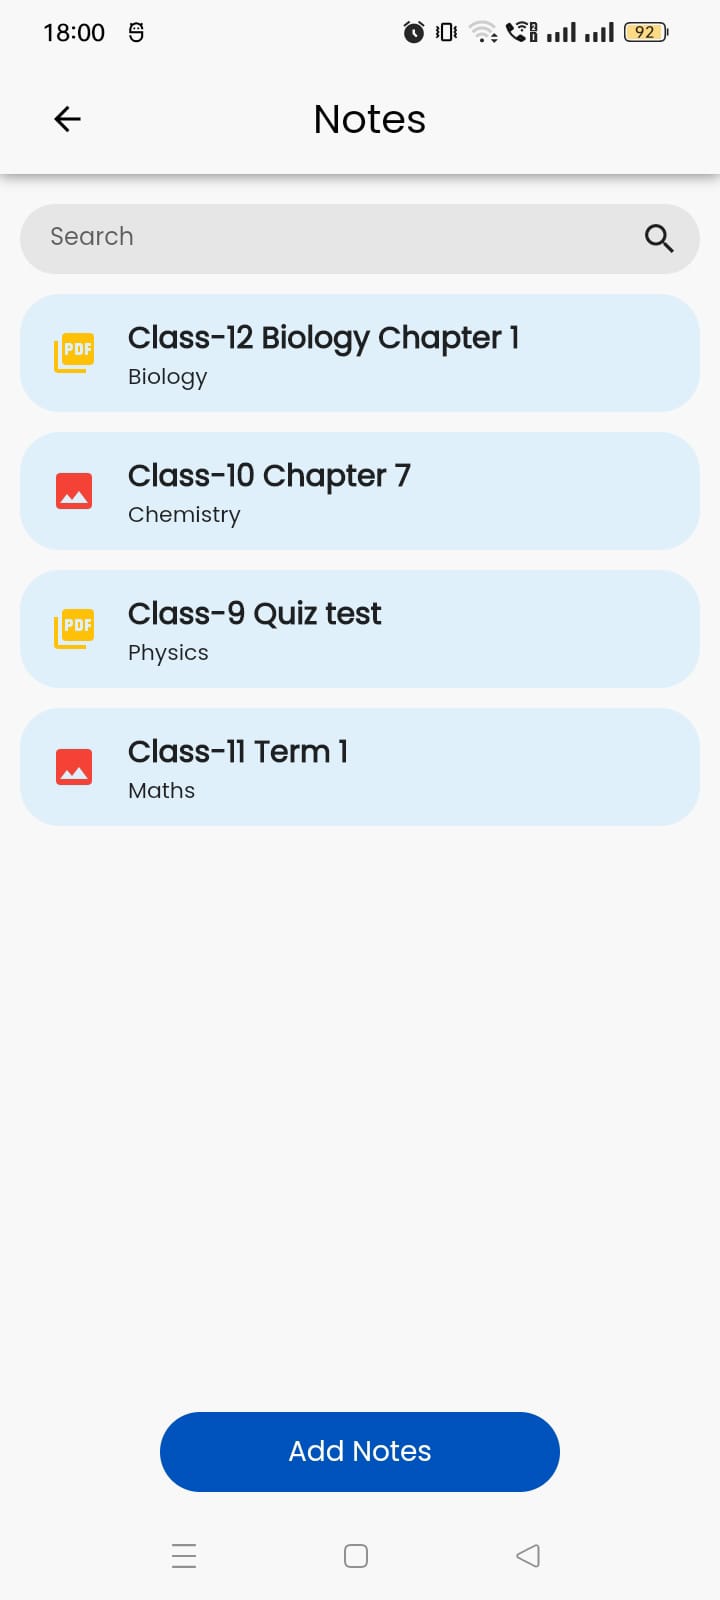 18:00
92
Notes
Search
PDF
Class-12 Biology Chapter 1
Biology
Class-10 Chapter 7
Chemistry
PDF
Class-9 Quiz test
Physics
Class-11 Term 1
Maths
Add Notes